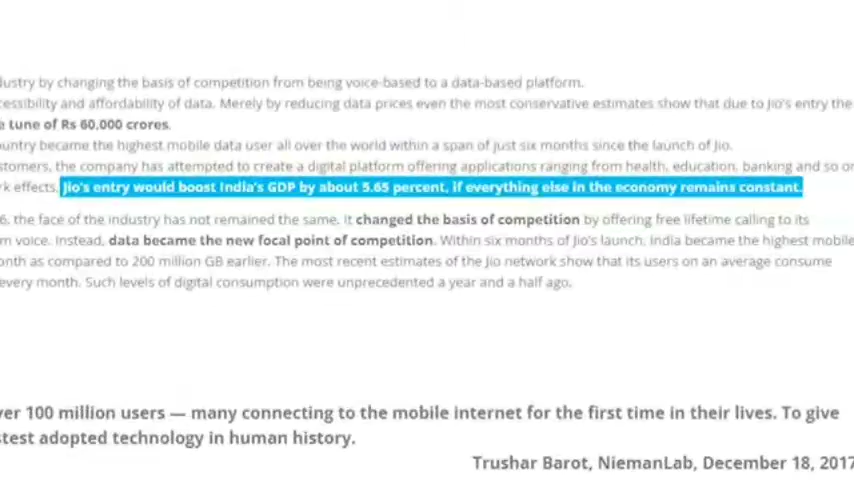 dustry by changing the basis of competition from being voice-based to a data-based platform.
cessibility and affordability of data. Merely by reducing data prices even the most conservative estimates show that due to Jio's entry the
e tune of Rs 60,000 crores.
ountry became the highest mobile data user all over the world within a span of just six months since the launch of Jio.
stomers, the company has attempted to create a digital platform offering applications ranging from health, education, banking and so on
rk effects, Jio's entry would boost India's GDP by about 5.65 percent, if everything else in the economy remains constant.
6, the face of the industry has not remained the same. It changed the basis of competition by offering free lifetime calling to its
m voice. Instead, data became the new focal point of competition. Within six months of Jio's launch, India became the highest mobile
onth as compared to 200 million GB earlier. The most recent estimates of the Jio network show that its users on an average consume
every month. Such levels of digital consumption were unprecedented a year and a half ago.
ver 100 million users — many connecting to the mobile internet for the first time in their lives. To give
stest adopted technology in human history.
Trushar Barot, NiemanLab, December 18, 2017